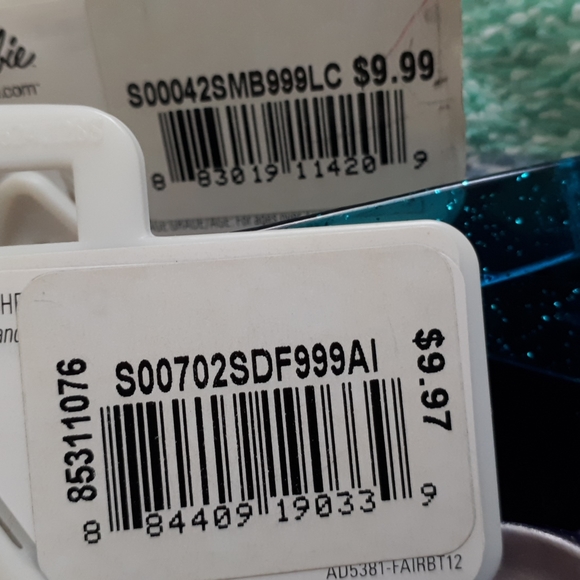 .com
S00042SMB999LC $9.99
8 83019 11420 9
85311076
S00702SDF999AI
$9.97
8 84409 19033 9
AD5381-FAIRBT12